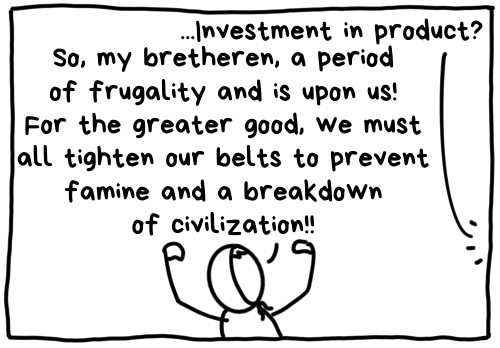 ...Investment in product?
So, my bretheren, a period
of frugality and is upon us!
For the greater good, we must
all tighten our belts to prevent
famine and a breakdown
of civilization!!